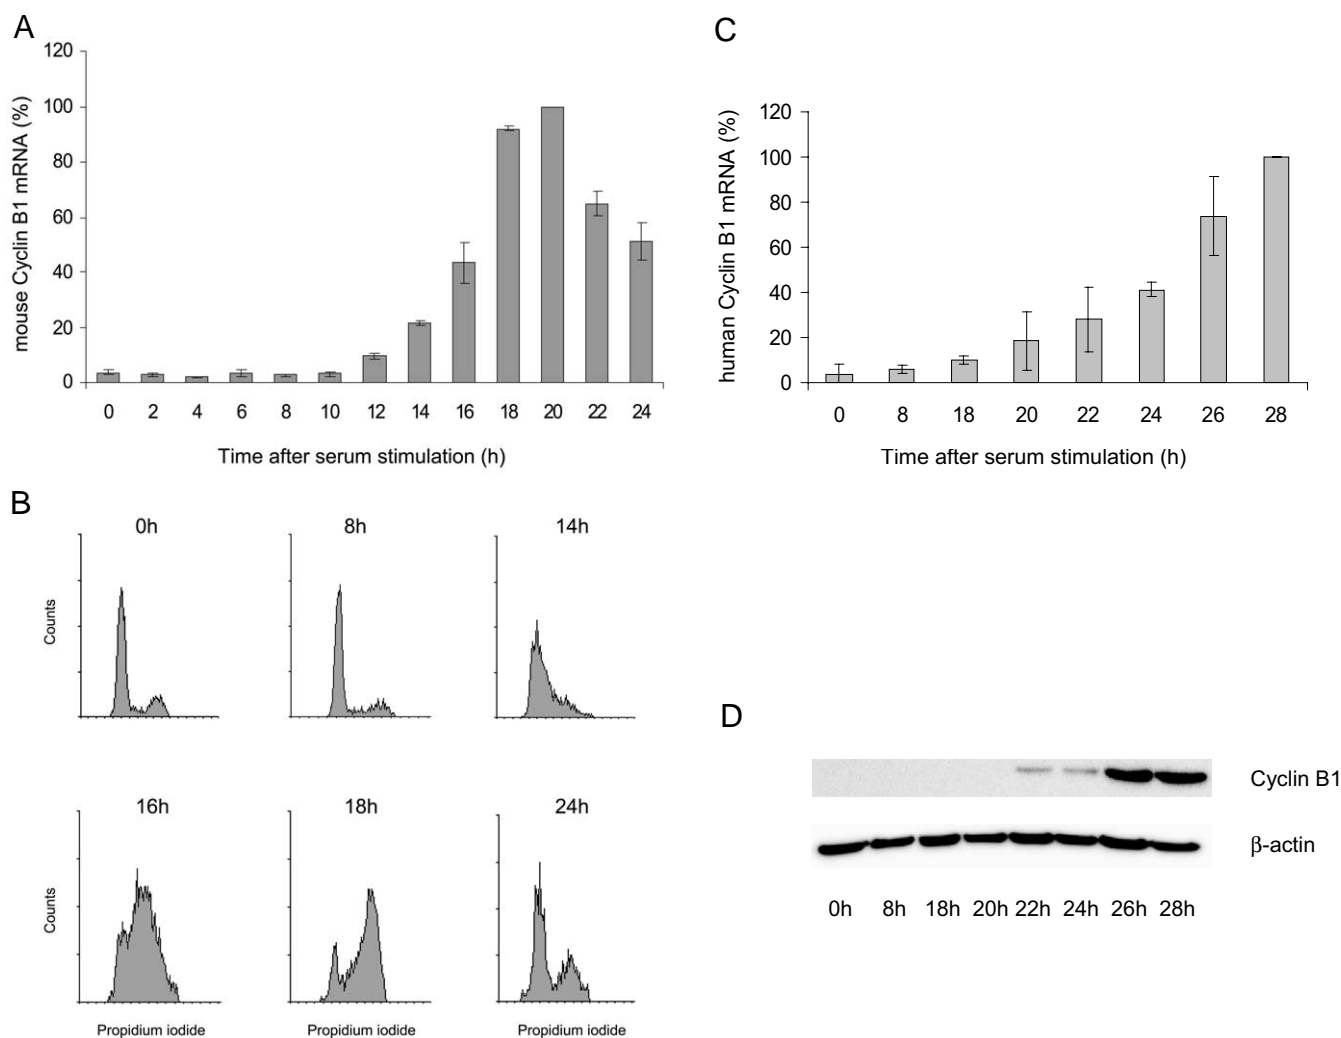 A
mouse Cyclin B1 mRNA (%)
120
100
80
60
40
20
0
0 2 4 6 8 10 12 14 16 18 20 22 24
Time after serum stimulation (h)
B
0h 8h 14h
Counts
16h 18h 24h
Counts
Propidium iodide Propidium iodide Propidium iodide
C
human Cyclin B1 mRNA (%)
120
100
80
60
40
20
0
0 8 18 20 22 24 26 28
Time after serum stimulation (h)
D
Cyclin B1
β-actin
0h 8h 18h 20h 22h 24h 26h 28h